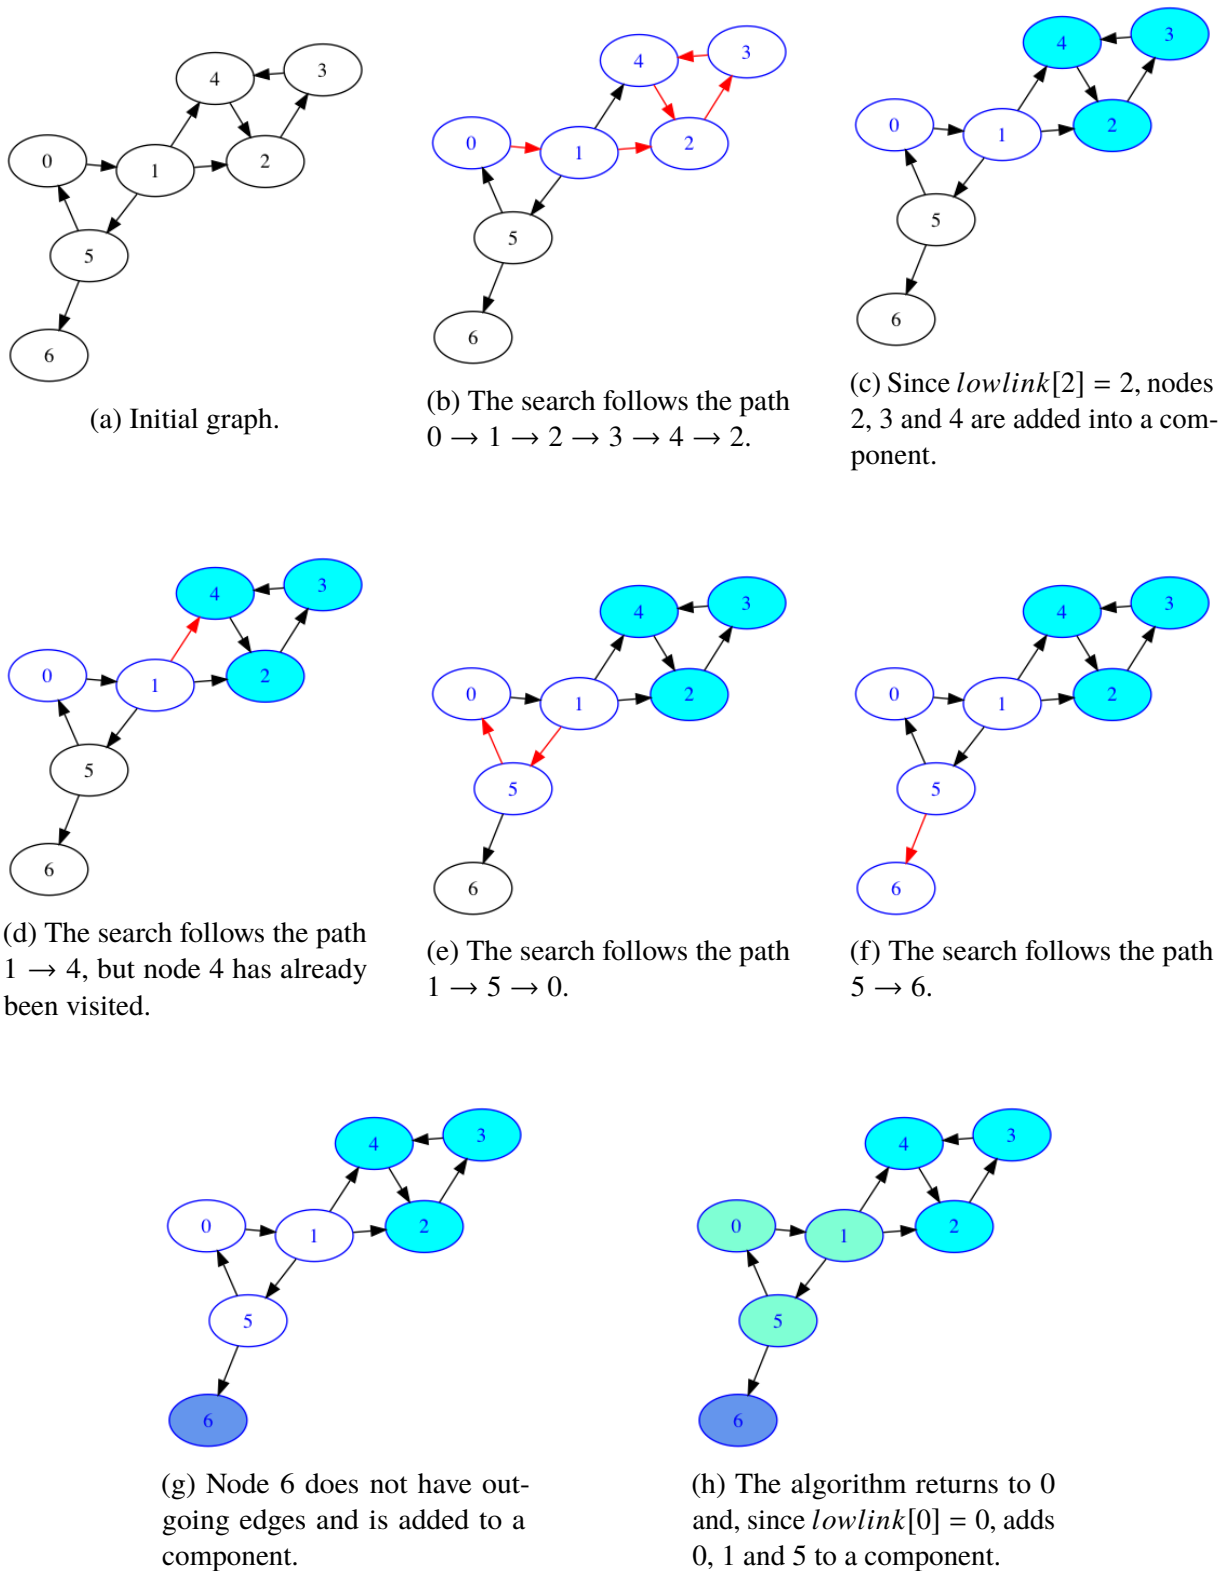 4
3
0
1
2
5
6
(a) Initial graph.
4
3
0
1
2
5
6
(b) The search follows the path
0 → 1 → 2 → 3 → 4 → 2.
4
3
0
1
2
5
6
(c) Since lowlink[2] = 2, nodes
2, 3 and 4 are added into a com-
ponent.
4
3
0
1
2
5
6
(d) The search follows the path
1 → 4, but node 4 has already
been visited.
4
3
0
1
2
5
6
(e) The search follows the path
1 → 5 → 0.
4
3
0
1
2
5
6
(f) The search follows the path
5 → 6.
4
3
0
1
2
5
6
(g) Node 6 does not have out-
going edges and is added to a
component.
4
3
0
1
2
5
6
(h) The algorithm returns to 0
and, since lowlink[0] = 0, adds
0, 1 and 5 to a component.